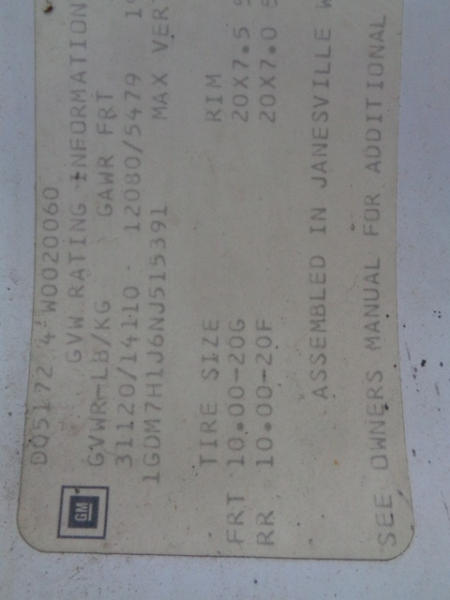 DQ5172 4 W0020060
GVW RATING INFORMATION
GVWR-LB/KG GAWR FRT
31120/14110 12080/5479
1GDM7H1J6NJ515391 MAX VER
TIRE SIZE RIM
FRT 10.00-20G 20X7.5
RR 10.00-20F 20X7.0
ASSEMBLED IN JANESVILLE W
SEE OWNERS MANUAL FOR ADDITIONAL
GM